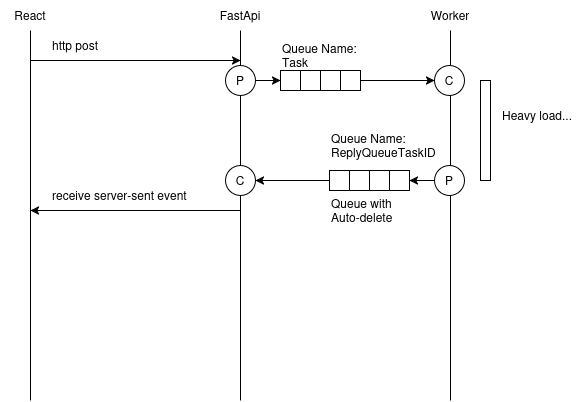 React
FastApi
Worker
http post
Queue Name:
Task
P
C
Heavy load...
Queue Name:
ReplyQueueTaskID
C
P
receive server-sent event
Queue with
Auto-delete